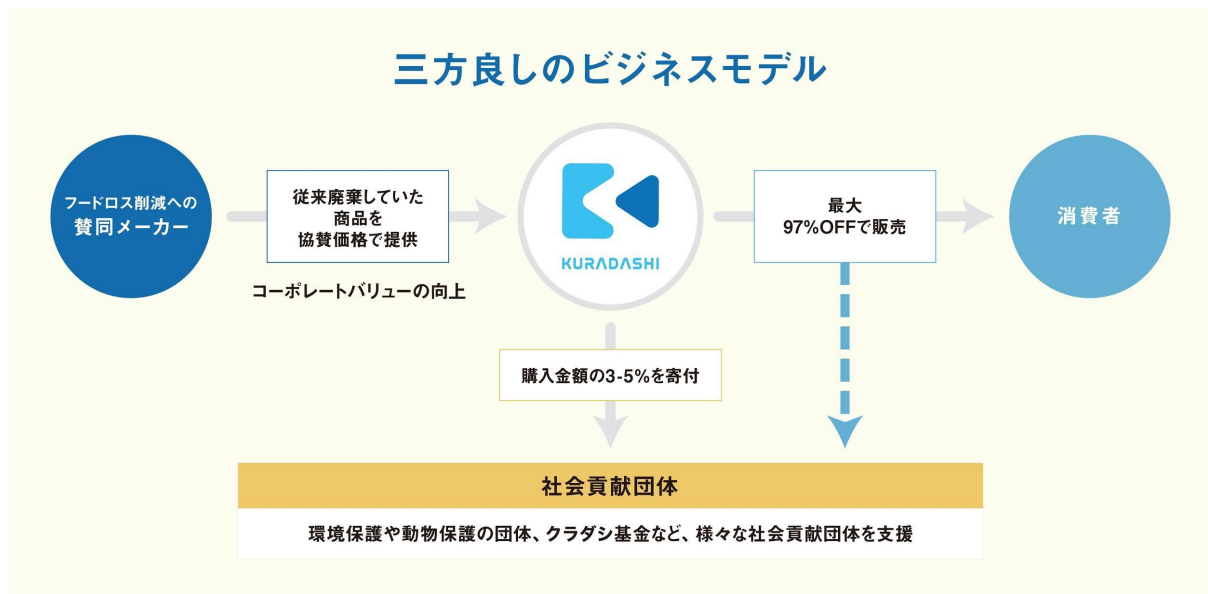 三方良しのビジネスモデル
フードロス削減への
賛同メーカー
従来廃棄していた
商品を
協賛価格で提供
コーポレートバリューの向上
KURADASHI
最大
97%OFFで販売
消費者
購入金額の3-5%を寄付
社会貢献団体
環境保護や動物保護の団体、クラダシ基金など、様々な社会貢献団体を支援